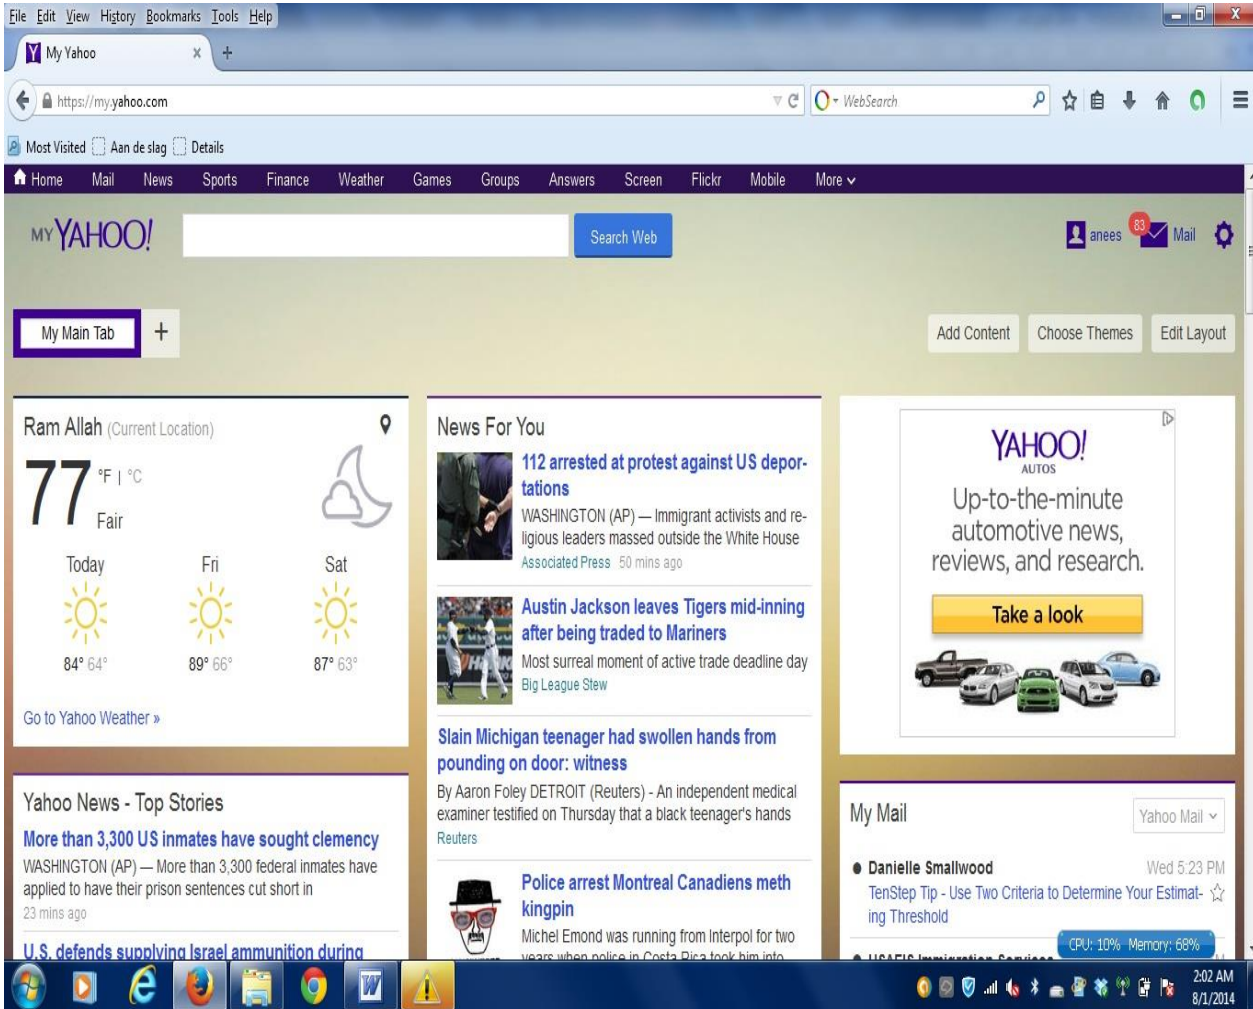 File Edit View History Bookmarks Tools Help
My Yahoo
https://my.yahoo.com
WebSearch
Most Visited Aan de slag Details
Home Mail News Sports Finance Weather Games Groups Answers Screen Flickr Mobile More
MY YAHOO!
Search Web
anees 83 Mail
My Main Tab +
Add Content Choose Themes Edit Layout
Ram Allah (Current Location)
77 °F | °C
Fair
Today Fri Sat
84° 64° 89° 66° 87° 63°
Go to Yahoo Weather »
Yahoo News - Top Stories
More than 3,300 US inmates have sought clemency
WASHINGTON (AP) — More than 3,300 federal inmates have
applied to have their prison sentences cut short in
23 mins ago
U.S. defends supplying Israel ammunition during
News For You
112 arrested at protest against US depor-
tations
WASHINGTON (AP) — Immigrant activists and re-
ligious leaders massed outside the White House
Associated Press 50 mins ago
Austin Jackson leaves Tigers mid-inning
after being traded to Mariners
Most surreal moment of active trade deadline day
Big League Stew
Slain Michigan teenager had swollen hands from
pounding on door: witness
By Aaron Foley DETROIT (Reuters) - An independent medical
examiner testified on Thursday that a black teenager's hands
Reuters
Police arrest Montreal Canadiens meth
kingpin
Michel Emond was running from Interpol for two
years when police in Costa Rica took him into
YAHOO!
AUTOS
Up-to-the-minute
automotive news,
reviews, and research.
Take a look
My Mail
Yahoo Mail
Danielle Smallwood Wed 5:23 PM
TenStep Tip - Use Two Criteria to Determine Your Estimat-
ing Threshold
USAFIS Immigration Services
CPU: 10% Memory: 68%
2:02 AM
8/1/2014